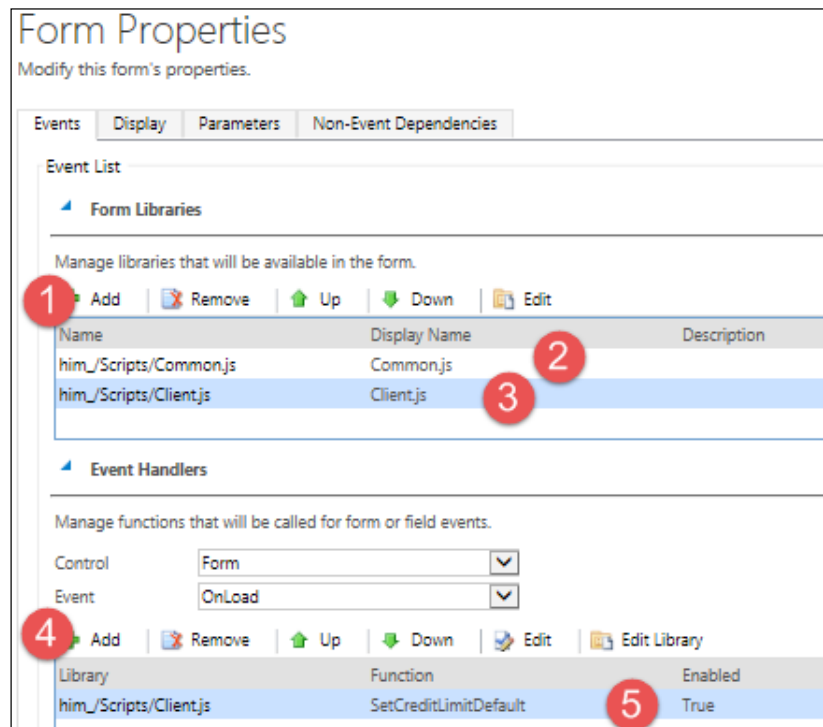 Form Properties
Modify this form's properties.
Events Display Parameters Non-Event Dependencies
Event List
Form Libraries
Manage libraries that will be available in the form.
1 Add Remove Up Down Edit
Name Display Name Description
him_/Scripts/Common.js Common.js 2
him_/Scripts/Client.js Client.js 3
Event Handlers
Manage functions that will be called for form or field events.
Control Form
Event OnLoad
4 Add Remove Up Down Edit Edit Library
Library Function Enabled
him_/Scripts/Client.js SetCreditLimitDefault 5 True